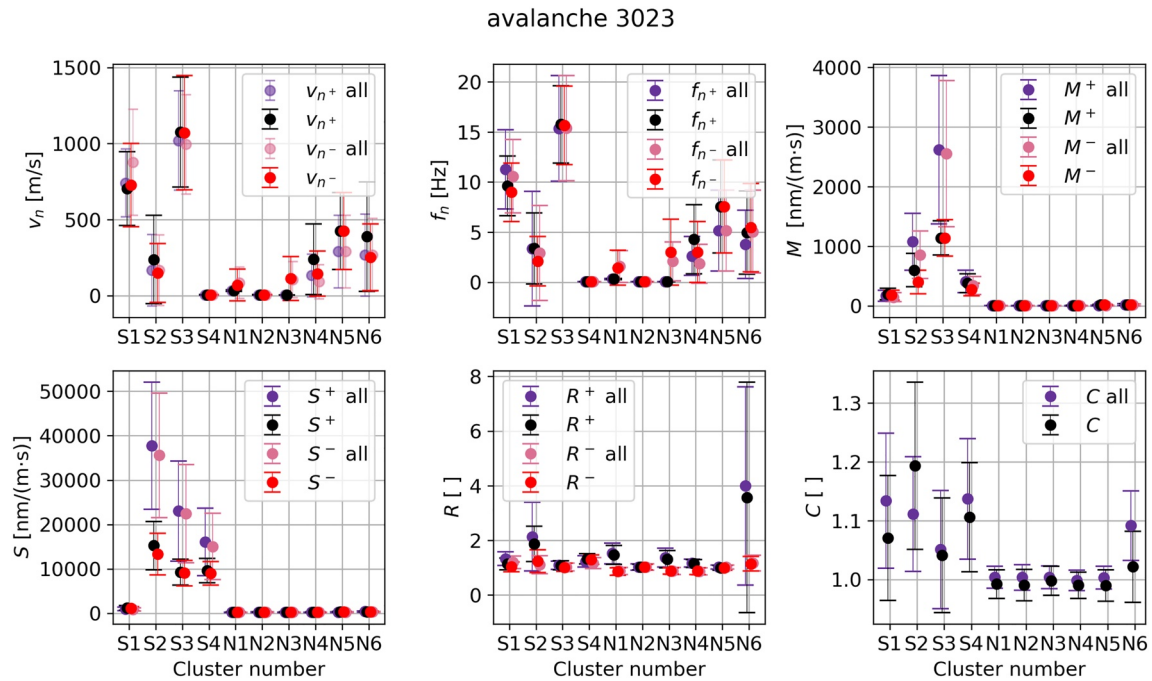 avalanche 3023
v_n [m/s]
1500
1000
500
0
v_n+ all
v_n+
v_n- all
v_n-
S1 S2 S3 S4 N1 N2 N3 N4 N5 N6
f_n [Hz]
20
15
10
5
0
f_n+ all
f_n+
f_n- all
f_n-
S1 S2 S3 S4 N1 N2 N3 N4 N5 N6
M [nm/(m·s)]
4000
3000
2000
1000
0
M+ all
M+
M− all
M−
S1 S2 S3 S4 N1 N2 N3 N4 N5 N6
S [nm/(m·s)]
50000
40000
30000
20000
10000
0
S+ all
S+
S− all
S−
S1 S2 S3 S4 N1 N2 N3 N4 N5 N6
Cluster number
R [ ]
8
6
4
2
0
R+ all
R+
R− all
R−
S1 S2 S3 S4 N1 N2 N3 N4 N5 N6
Cluster number
C [ ]
1.3
1.2
1.1
1.0
C all
C
S1 S2 S3 S4 N1 N2 N3 N4 N5 N6
Cluster number